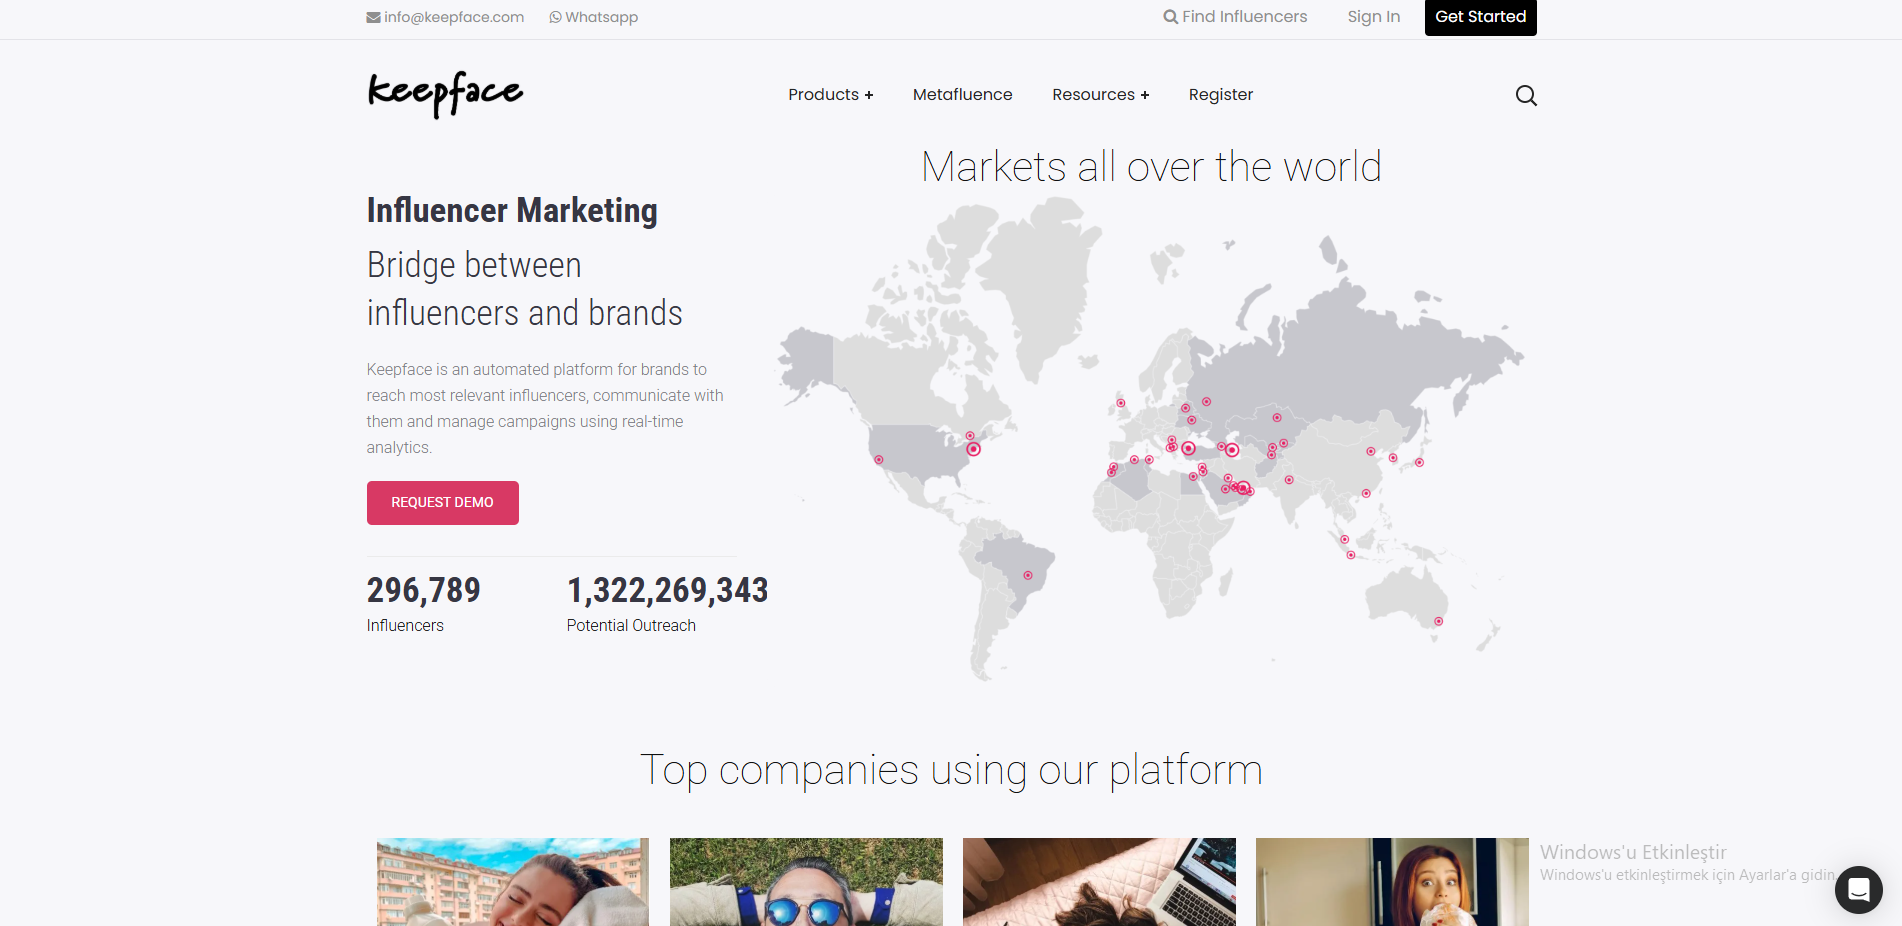 info@keepface.com Whatsapp Find Influencers Sign In Get Started
keepface Products + Metafluence Resources + Register
Markets all over the world
Influencer Marketing
Bridge between
influencers and brands
Keepface is an automated platform for brands to
reach most relevant influencers, communicate with
them and manage campaigns using real-time
analytics.
REQUEST DEMO
296,789 1,322,269,343
Influencers Potential Outreach
Top companies using our platform
Windows'u Etkinleştir
Windows'u etkinleştirmek için Ayarlar'a gidin.